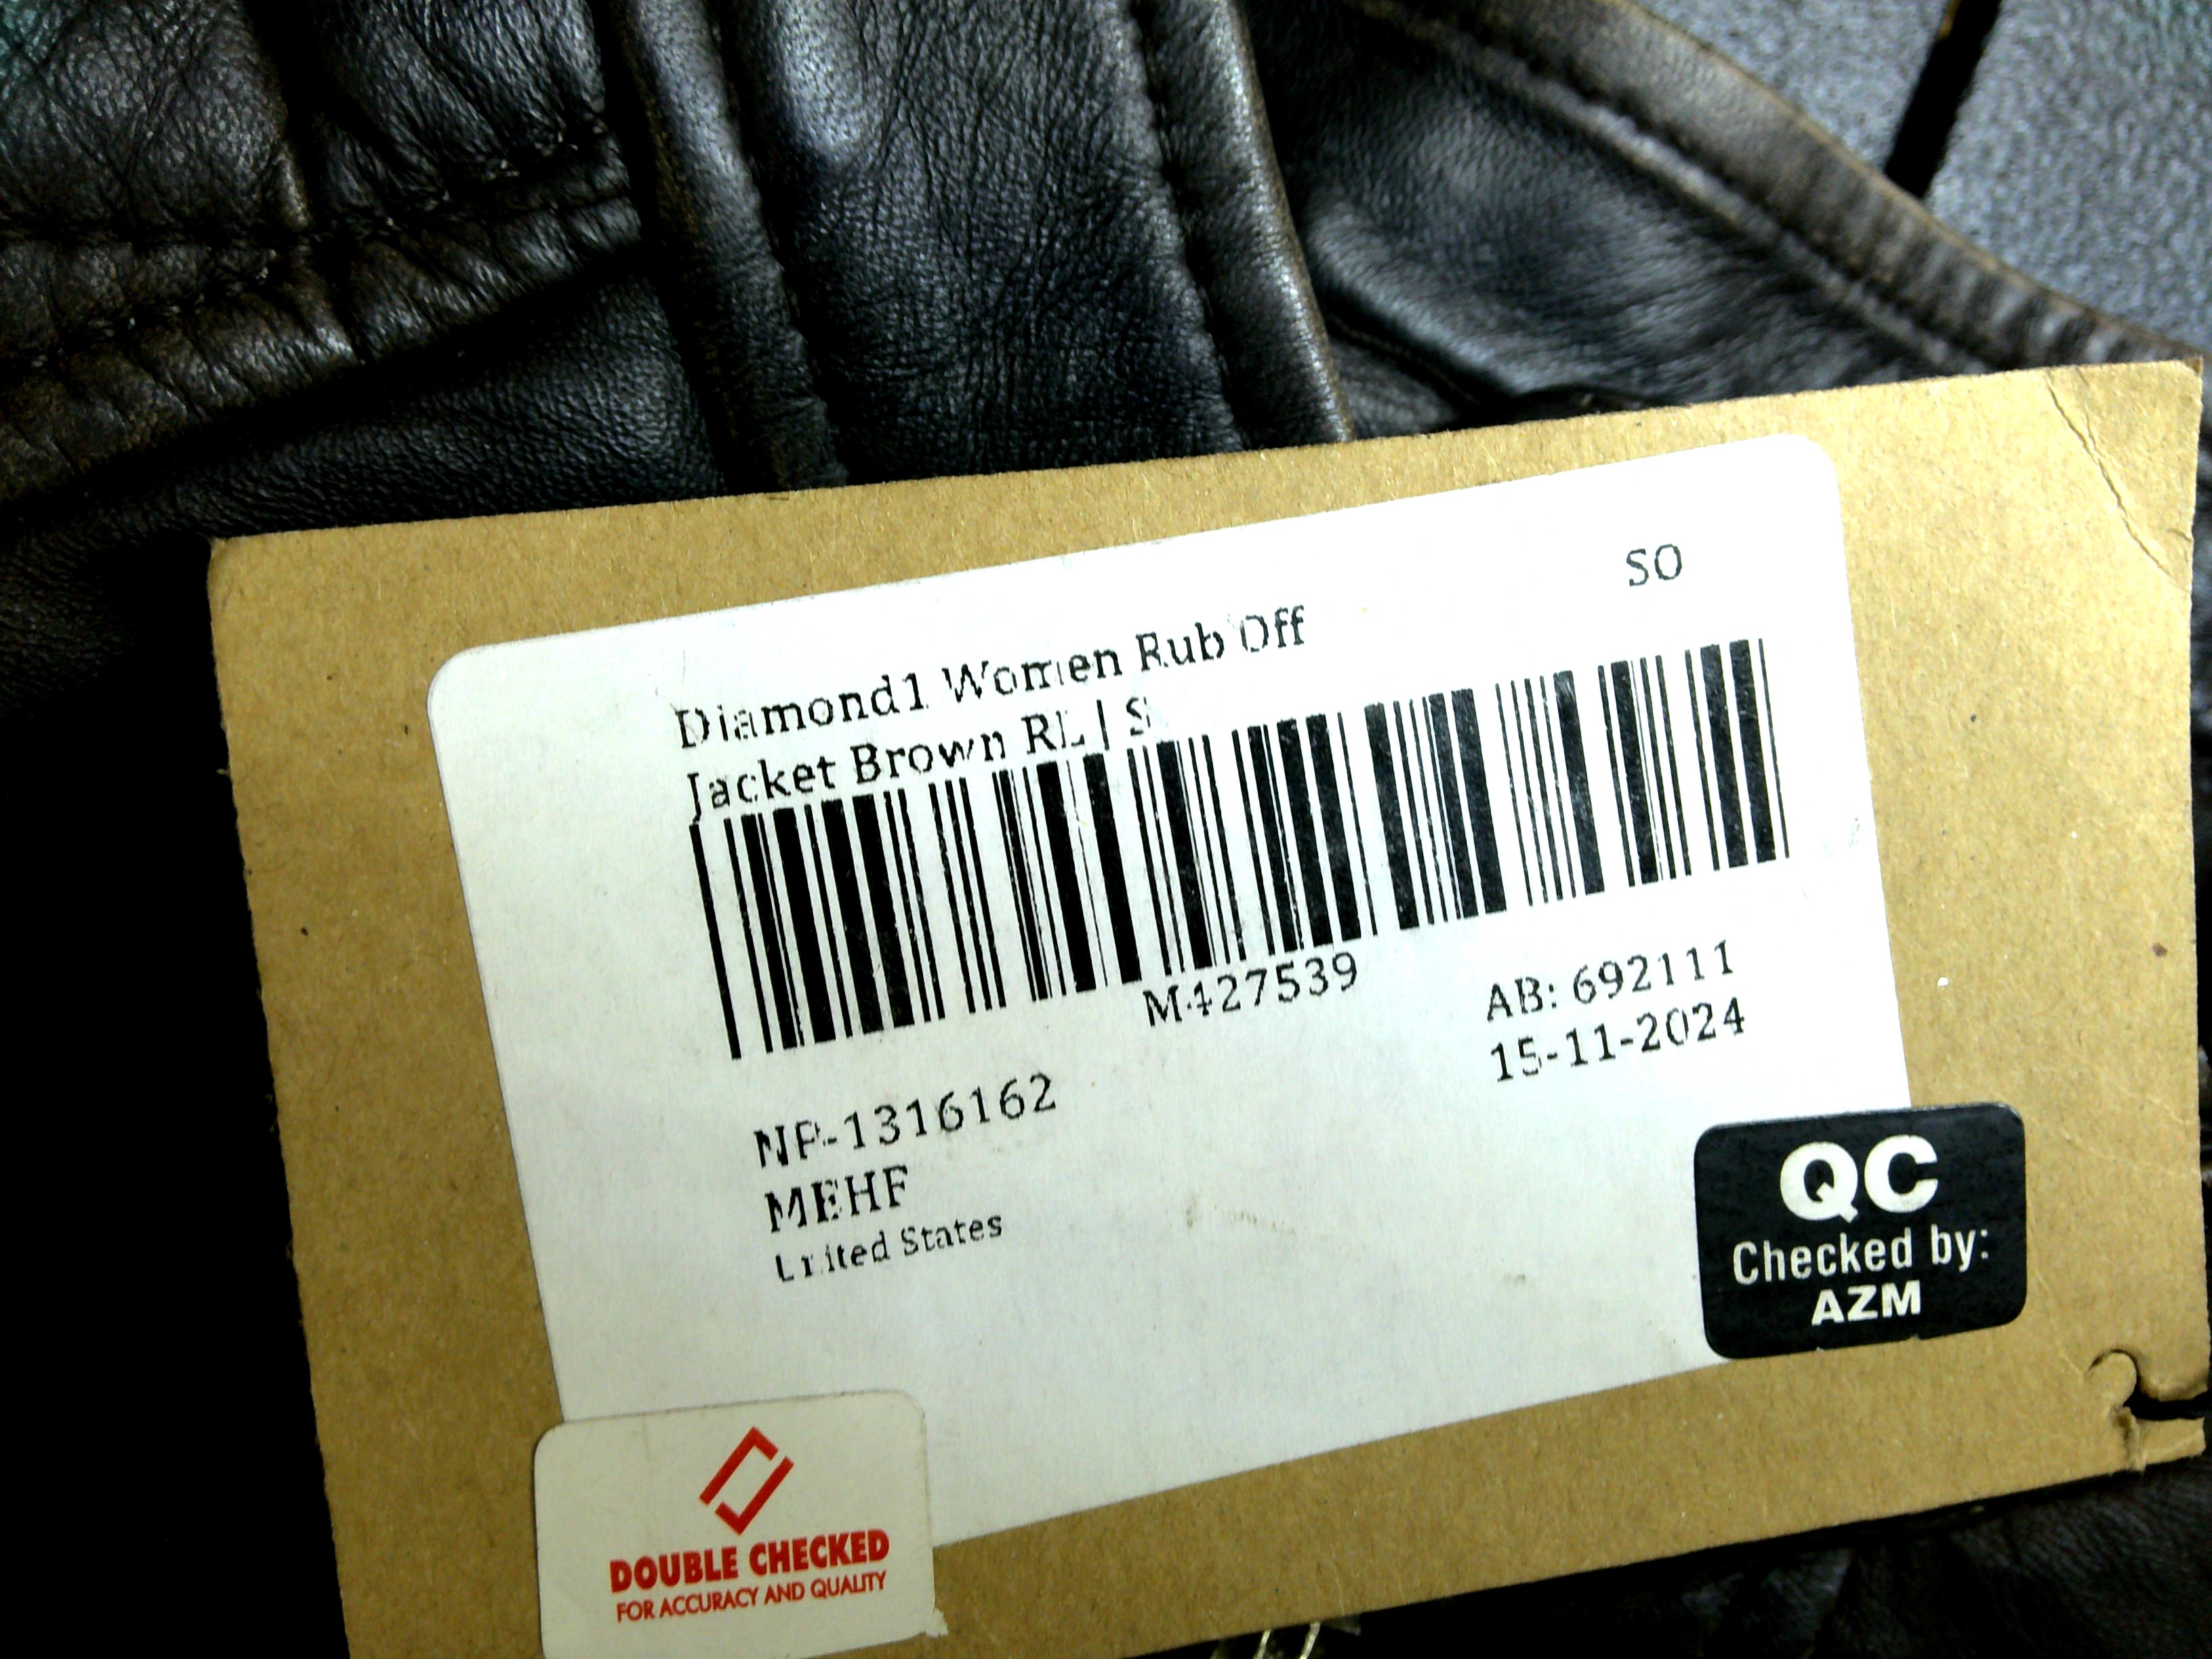 SO
Diamond1 Women Rub Off
Jacket Brown RL | S
M427539
AB: 692111
15-11-2024
NP-1316162
MEHF
United States
QC
Checked by:
AZM
DOUBLE CHECKED
FOR ACCURACY AND QUALITY